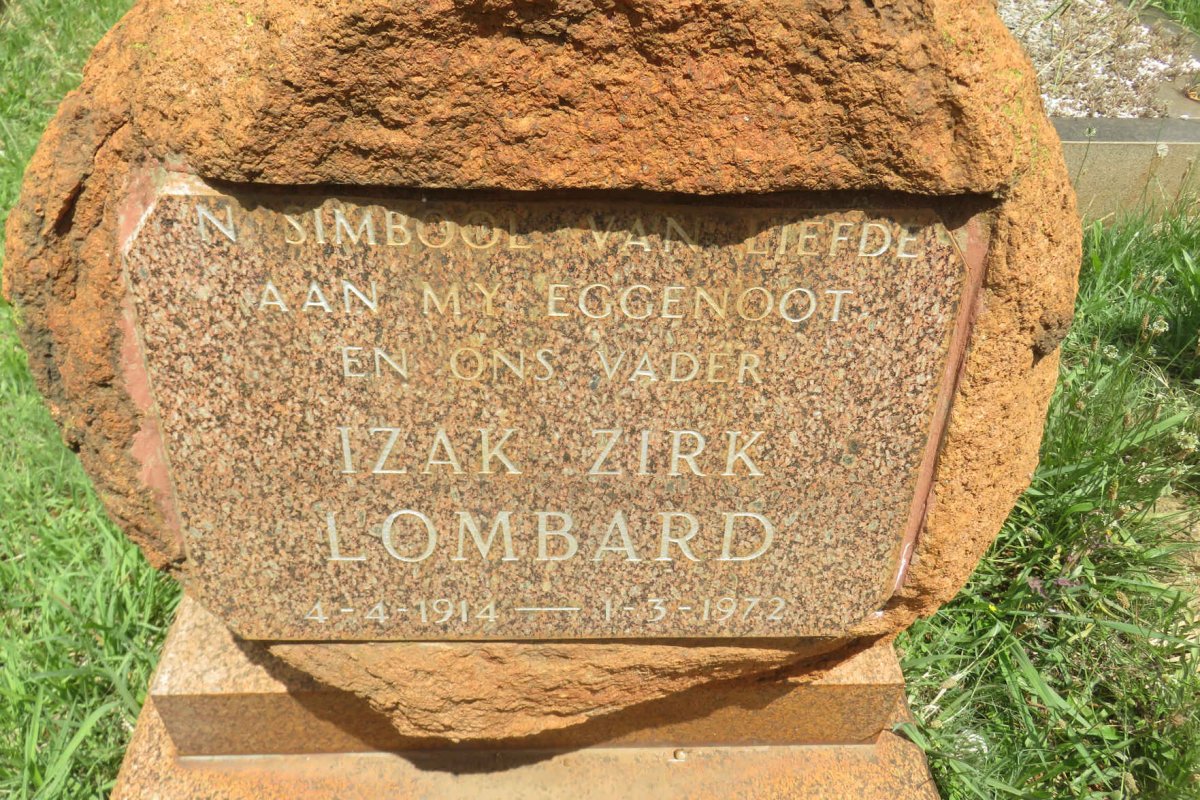 'N SIMBOOL VAN LIEFDE
AAN MY EGGENOOT
EN ONS VADER
IZAK ZIRK
LOMBARD
4-4-1914 — 1-3-1972